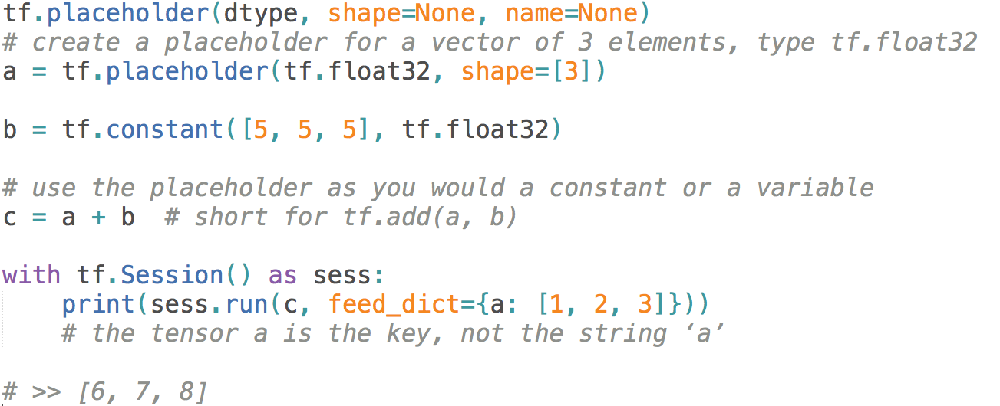 tf.placeholder(dtype, shape=None, name=None)
# create a placeholder for a vector of 3 elements, type tf.float32
a = tf.placeholder(tf.float32, shape=[3])
b = tf.constant([5, 5, 5], tf.float32)
# use the placeholder as you would a constant or a variable
c = a + b  # short for tf.add(a, b)
with tf.Session() as sess:
    print(sess.run(c, feed_dict={a: [1, 2, 3]}))
    # the tensor a is the key, not the string ‘a’
# >> [6, 7, 8]